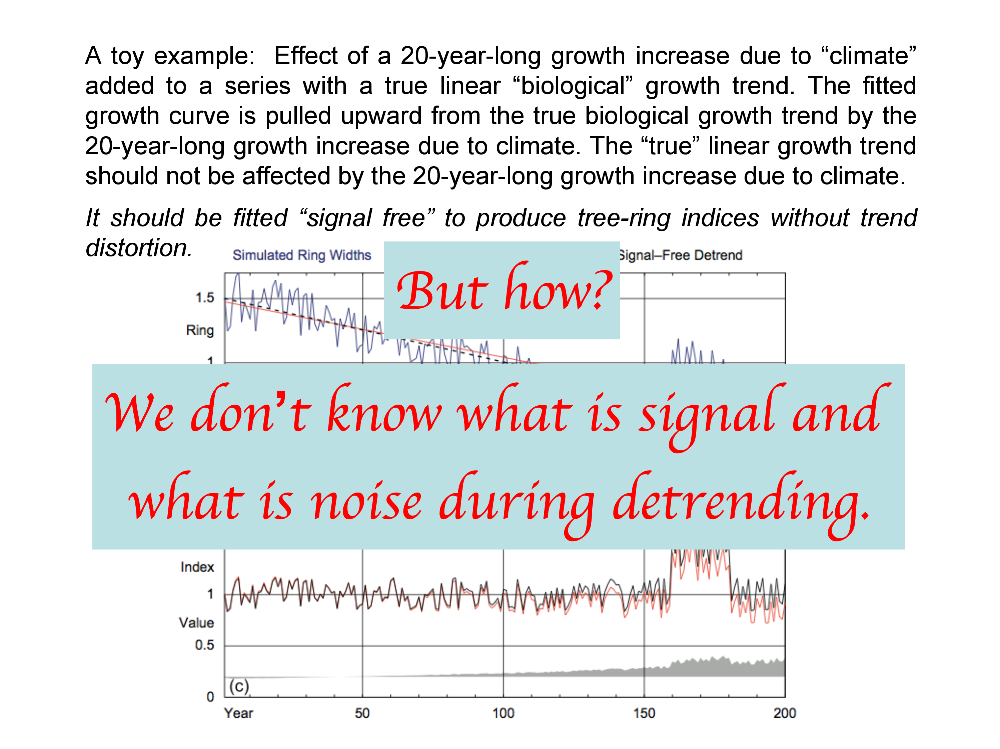 A toy example: Effect of a 20-year-long growth increase due to “climate”
added to a series with a true linear “biological” growth trend. The fitted
growth curve is pulled upward from the true biological growth trend by the
20-year-long growth increase due to climate. The “true” linear growth trend
should not be affected by the 20-year-long growth increase due to climate.
It should be fitted “signal free” to produce tree-ring indices without trend
distortion.
Simulated Ring Widths
Signal–Free Detrend
But how?
1.5
Ring
1
We don’t know what is signal and
what is noise during detrending.
Index
1
Value
0.5
(c)
0
Year 50 100 150 200